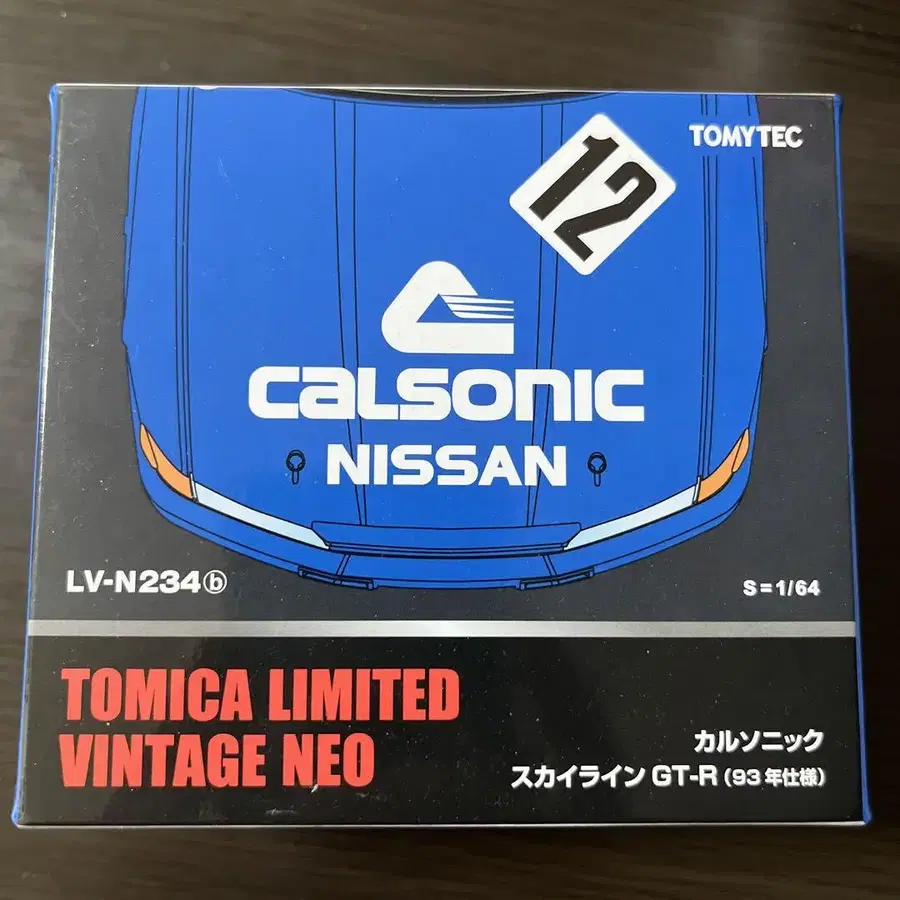 TOMYTEC
12
CALSONIC
NISSAN
LV-N234ⓑ
S=1/64
TOMICA LIMITED
VINTAGE NEO
カルソニック
スカイライン GT-R (93年仕様)